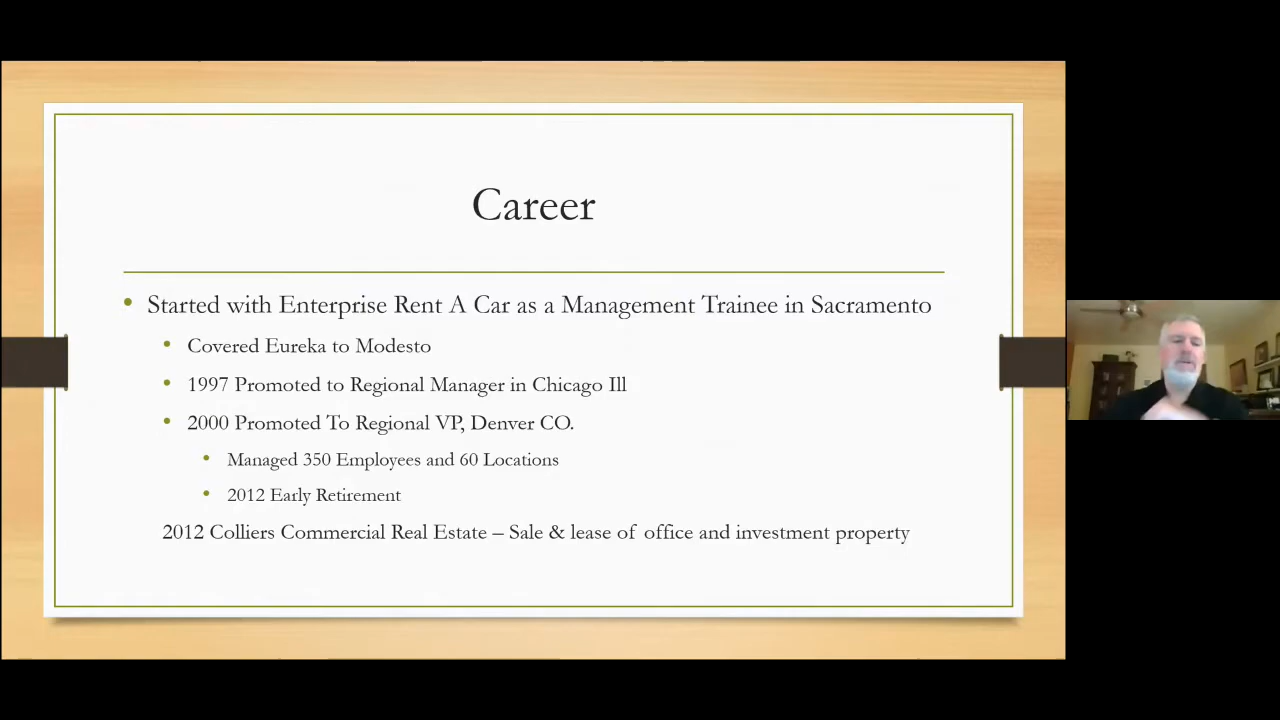 Career
Started with Enterprise Rent A Car as a Management Trainee in Sacramento
Covered Eureka to Modesto
1997 Promoted to Regional Manager in Chicago Ill
2000 Promoted To Regional VP, Denver CO.
Managed 350 Employees and 60 Locations
2012 Early Retirement
2012 Colliers Commercial Real Estate – Sale & lease of office and investment property